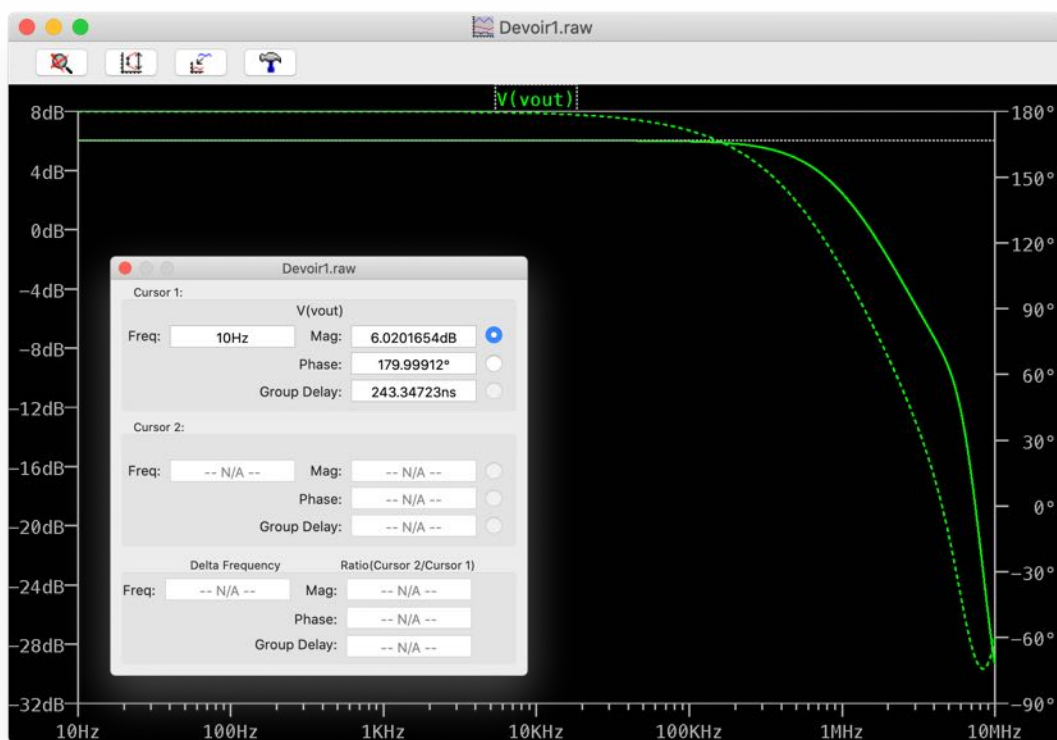 Devoir1.raw
V(vout)
8dB
4dB
0dB
-4dB
-8dB
-12dB
-16dB
-20dB
-24dB
-28dB
-32dB
180°
150°
120°
90°
60°
30°
0°
-30°
-60°
-90°
Devoir1.raw
Cursor 1:
V(vout)
Freq: 10Hz Mag: 6.0201654dB
Phase: 179.99912°
Group Delay: 243.34723ns
Cursor 2:
Freq: -- N/A -- Mag: -- N/A --
Phase: -- N/A --
Group Delay: -- N/A --
Delta Frequency Ratio(Cursor 2/Cursor 1)
Freq: -- N/A -- Mag: -- N/A --
Phase: -- N/A --
Group Delay: -- N/A --
10Hz 100Hz 1KHz 10KHz 100KHz 1MHz 10MHz